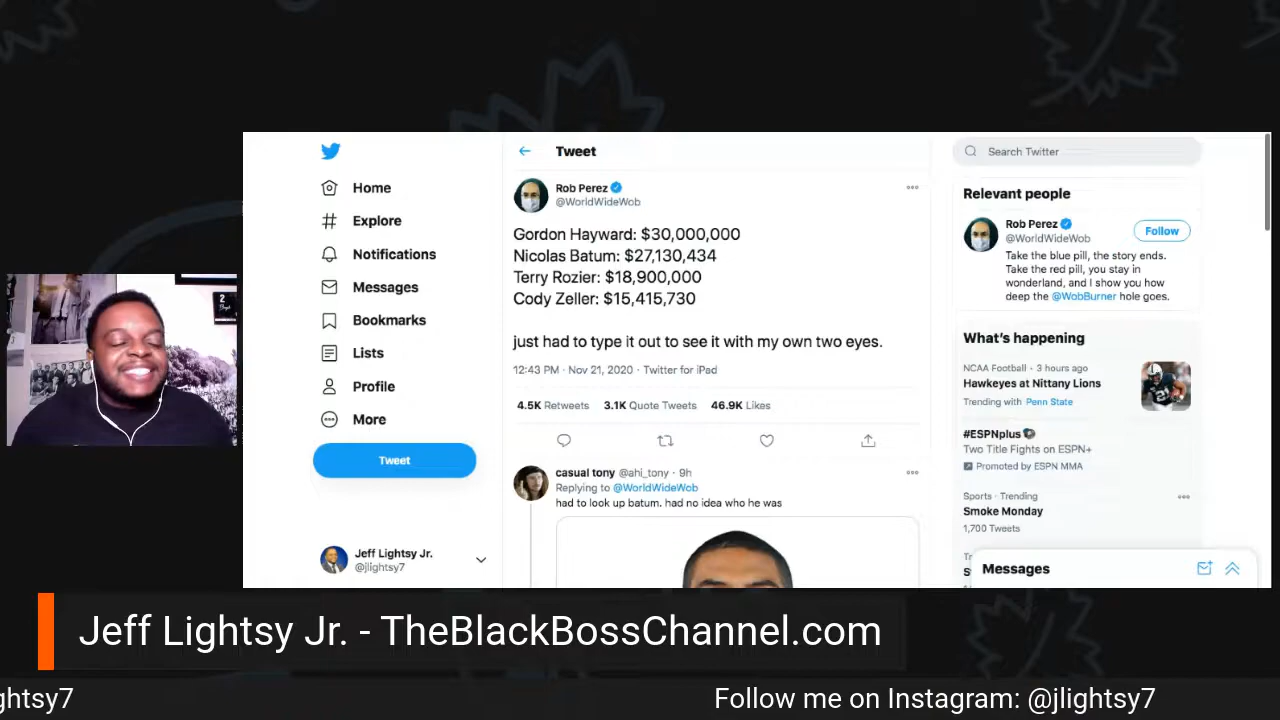 Home
Explore
Notifications
Messages
Bookmarks
Lists
Profile
More
Tweet
Jeff Lightsy Jr.
@jlightsy7
Tweet
Rob Perez
@WorldWideWob
Gordon Hayward: $30,000,000
Nicolas Batum: $27,130,434
Terry Rozier: $18,900,000
Cody Zeller: $15,415,730
just had to type it out to see it with my own two eyes.
12:43 PM · Nov 21, 2020 · Twitter for iPad
4.5K Retweets 3.1K Quote Tweets 46.9K Likes
casual tony @ahi_tony · 9h
Replying to @WorldWideWob
had to look up batum. had no idea who he was
Search Twitter
Relevant people
Rob Perez
@WorldWideWob
Follow
Take the blue pill, the story ends.
Take the red pill, you stay in
wonderland, and I show you how
deep the @WobBurner hole goes.
What's happening
NCAA Football · 3 hours ago
Hawkeyes at Nittany Lions
Trending with Penn State
#ESPNplus
Two Title Fights on ESPN+
Promoted by ESPN MMA
Sports · Trending
Smoke Monday
1,700 Tweets
Messages
Jeff Lightsy Jr. - TheBlackBossChannel.com
ghtsy7
Follow me on Instagram: @jlightsy7